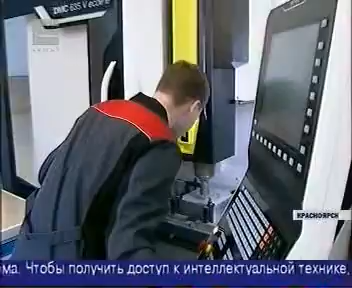 DMC 635 V ecoline
КРАСНОЯРСК
ма. Чтобы получить доступ к интеллектуальной технике,